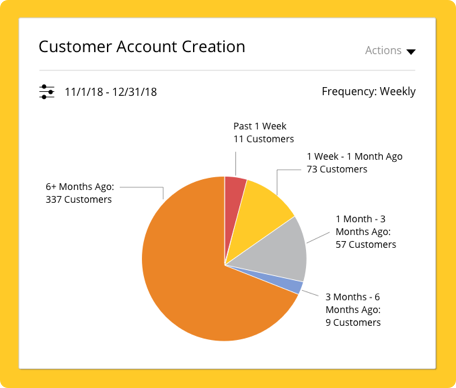 Customer Account Creation
Actions
11/1/18 - 12/31/18
Frequency: Weekly
Past 1 Week
11 Customers
1 Week - 1 Month Ago
73 Customers
6+ Months Ago:
337 Customers
1 Month - 3
Months Ago:
57 Customers
3 Months - 6
Months Ago:
9 Customers